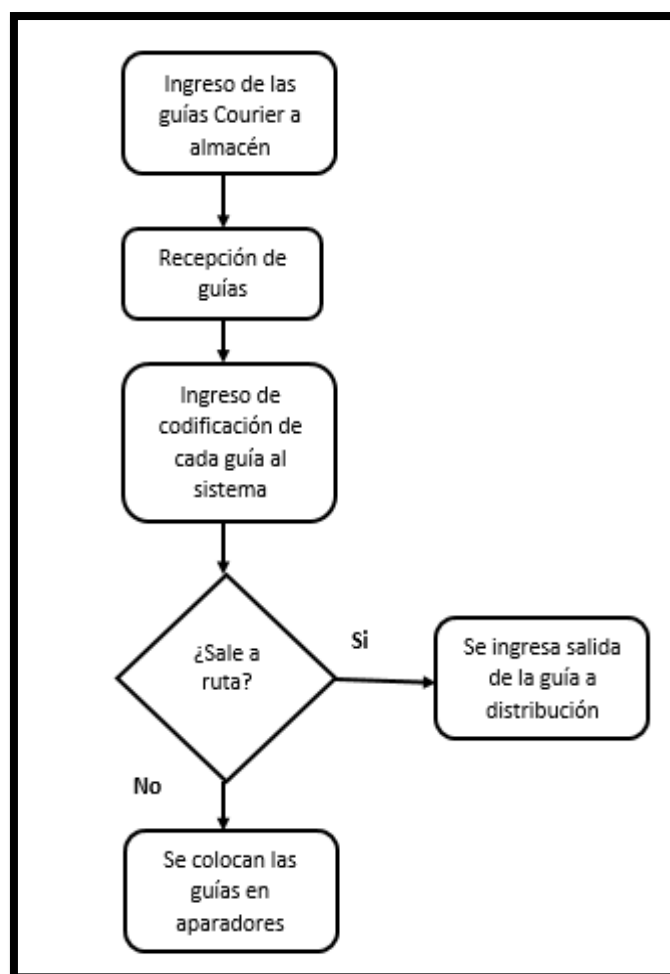 Ingreso de las
guías Courier a
almacén
Recepción de
guías
Ingreso de
codificación de
cada guía al
sistema
¿Sale a
ruta?
Si
Se ingresa salida
de la guía a
distribución
No
Se colocan las
guías en
aparadores